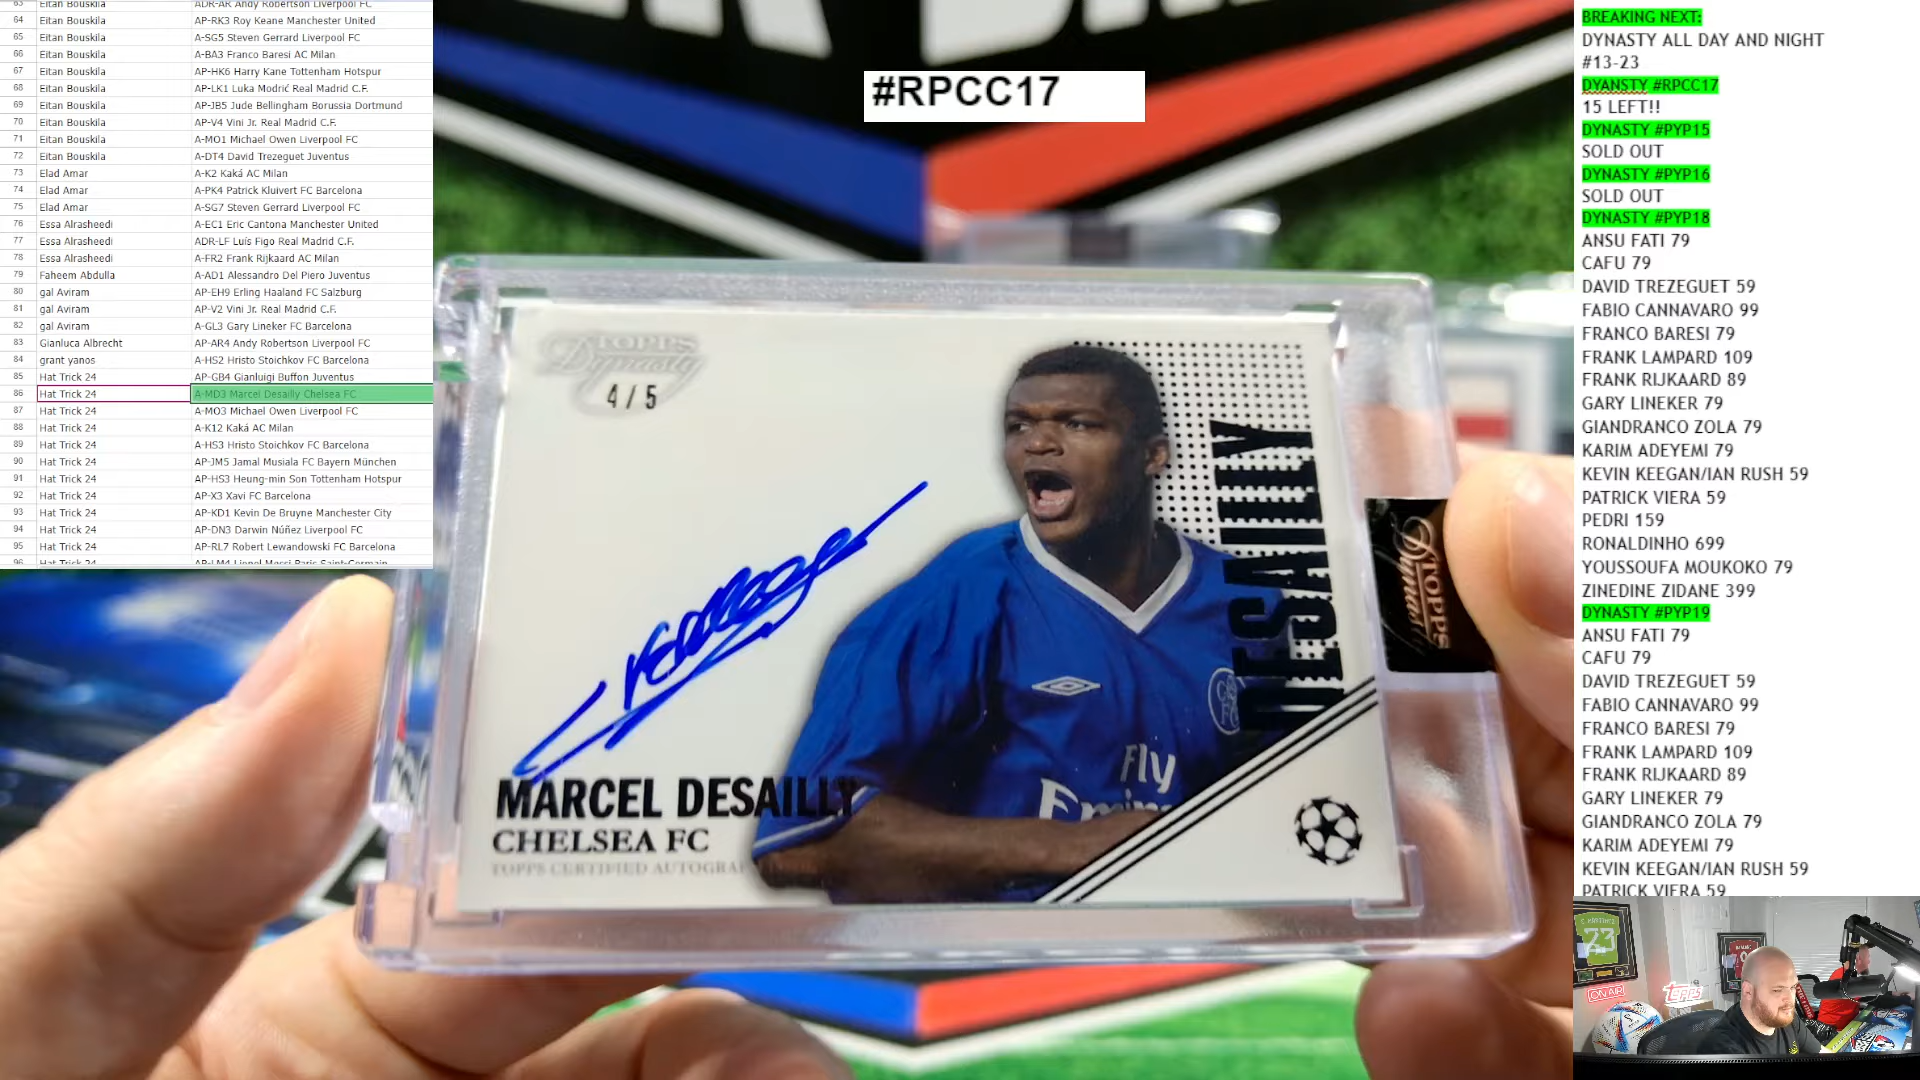 63 Eitan Bouskila ADR-AR Andy Robertson Liverpool FC
64 Eitan Bouskila AP-RK3 Roy Keane Manchester United
65 Eitan Bouskila A-SG5 Steven Gerrard Liverpool FC
66 Eitan Bouskila A-BA3 Franco Baresi AC Milan
67 Eitan Bouskila AP-HK6 Harry Kane Tottenham Hotspur
68 Eitan Bouskila AP-LK1 Luka Modrić Real Madrid C.F.
69 Eitan Bouskila AP-JB5 Jude Bellingham Borussia Dortmund
70 Eitan Bouskila AP-V4 Vini Jr. Real Madrid C.F.
71 Eitan Bouskila A-MO1 Michael Owen Liverpool FC
72 Eitan Bouskila A-DT4 David Trezeguet Juventus
73 Elad Amar A-K2 Kaká AC Milan
74 Elad Amar A-PK4 Patrick Kluivert FC Barcelona
75 Elad Amar A-SG7 Steven Gerrard Liverpool FC
76 Essa Alrasheedi A-EC1 Eric Cantona Manchester United
77 Essa Alrasheedi ADR-LF Luís Figo Real Madrid C.F.
78 Essa Alrasheedi A-FR2 Frank Rijkaard AC Milan
79 Faheem Abdulla A-AD1 Alessandro Del Piero Juventus
80 gal Aviram AP-EH9 Erling Haaland FC Salzburg
81 gal Aviram AP-V2 Vini Jr. Real Madrid C.F.
82 gal Aviram A-GL3 Gary Lineker FC Barcelona
83 Gianluca Albrecht AP-AR4 Andy Robertson Liverpool FC
84 grant yanos A-HS2 Hristo Stoichkov FC Barcelona
85 Hat Trick 24 AP-GB4 Gianluigi Buffon Juventus
86 Hat Trick 24 A-MD3 Marcel Desailly Chelsea FC
87 Hat Trick 24 A-MO3 Michael Owen Liverpool FC
88 Hat Trick 24 A-K12 Kaká AC Milan
89 Hat Trick 24 A-HS3 Hristo Stoichkov FC Barcelona
90 Hat Trick 24 AP-JM5 Jamal Musiala FC Bayern München
91 Hat Trick 24 AP-HS3 Heung-min Son Tottenham Hotspur
92 Hat Trick 24 AP-X3 Xavi FC Barcelona
93 Hat Trick 24 AP-KD1 Kevin De Bruyne Manchester City
94 Hat Trick 24 AP-DN3 Darwin Núñez Liverpool FC
95 Hat Trick 24 AP-RL7 Robert Lewandowski FC Barcelona
96 Hat Trick 24 AP-LM4 Lionel Messi Paris Saint-Germain
#RPCC17
TOPPS
Dynasty
4/5
DESAILLY
Fly
Emirates
MARCEL DESAILLY
CHELSEA FC
TOPPS CERTIFIED
TOPPS
Dynasty
BREAKING NEXT:
DYNASTY ALL DAY AND NIGHT
#13-23
DYANSTY #RPCC17
15 LEFT!!
DYNASTY #PYP15
SOLD OUT
DYNASTY #PYP16
SOLD OUT
DYNASTY #PYP18
ANSU FATI 79
CAFU 79
DAVID TREZEGUET 59
FABIO CANNAVARO 99
FRANCO BARESI 79
FRANK LAMPARD 109
FRANK RIJKAARD 89
GARY LINEKER 79
GIANDRANCO ZOLA 79
KARIM ADEYEMI 79
KEVIN KEEGAN/IAN RUSH 59
PATRICK VIERA 59
PEDRI 159
RONALDINHO 699
YOUSSOUFA MOUKOKO 79
ZINEDINE ZIDANE 399
DYNASTY #PYP19
ANSU FATI 79
CAFU 79
DAVID TREZEGUET 59
FABIO CANNAVARO 99
FRANCO BARESI 79
FRANK LAMPARD 109
FRANK RIJKAARD 89
GARY LINEKER 79
GIANDRANCO ZOLA 79
KARIM ADEYEMI 79
KEVIN KEEGAN/IAN RUSH 59
PATRICK VIERA 59
23
ON AIR
topps